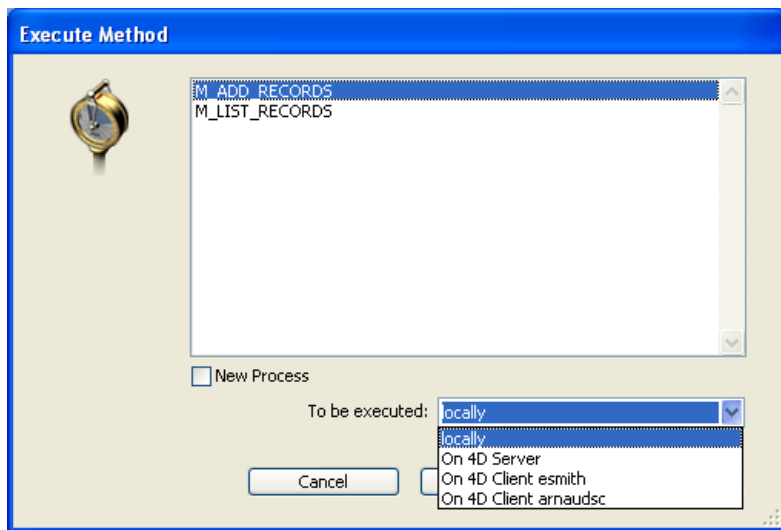 Execute Method
M_ADD_RECORDS
M_LIST_RECORDS
New Process
To be executed: locally
locally
On 4D Server
On 4D Client esmith
On 4D Client arnaudsc
Cancel